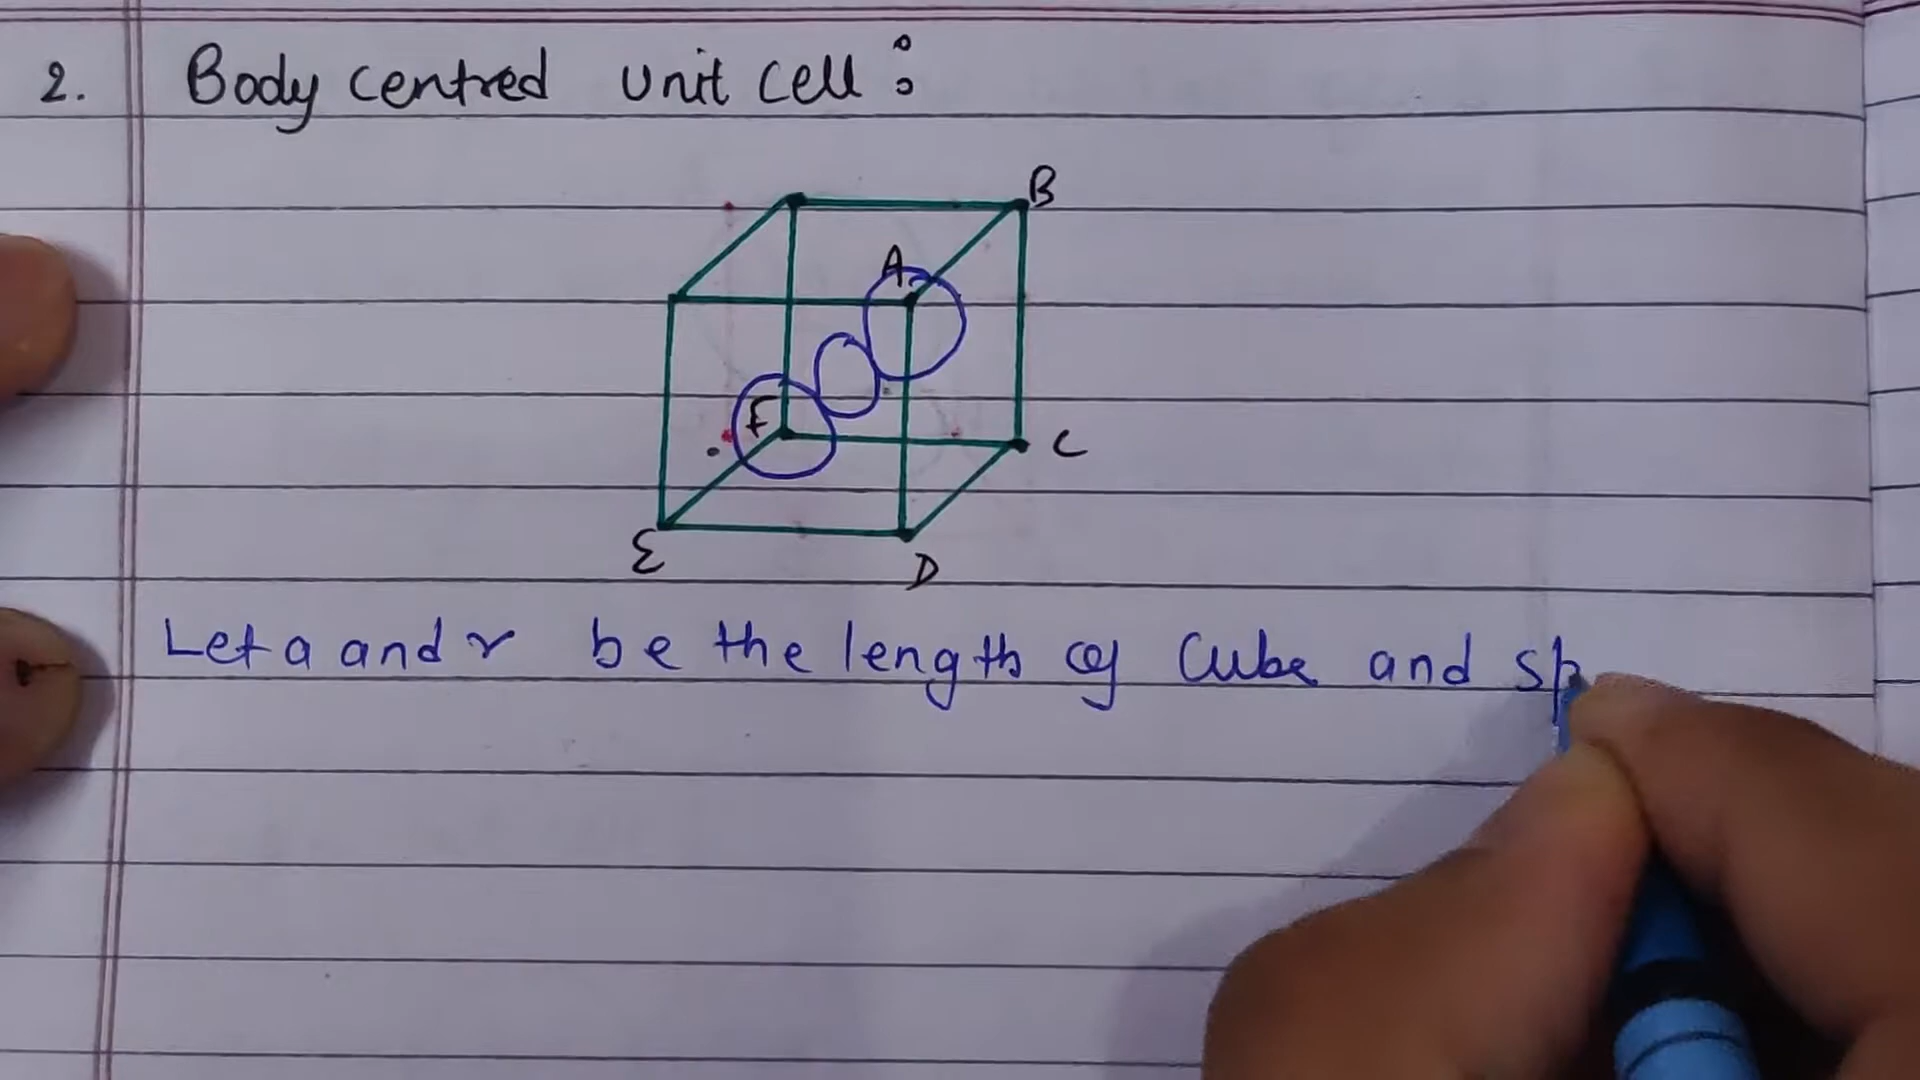 2. Body centred unit cell :
B
A
F
C
E
D
Let a and r be the length of Cube and sp